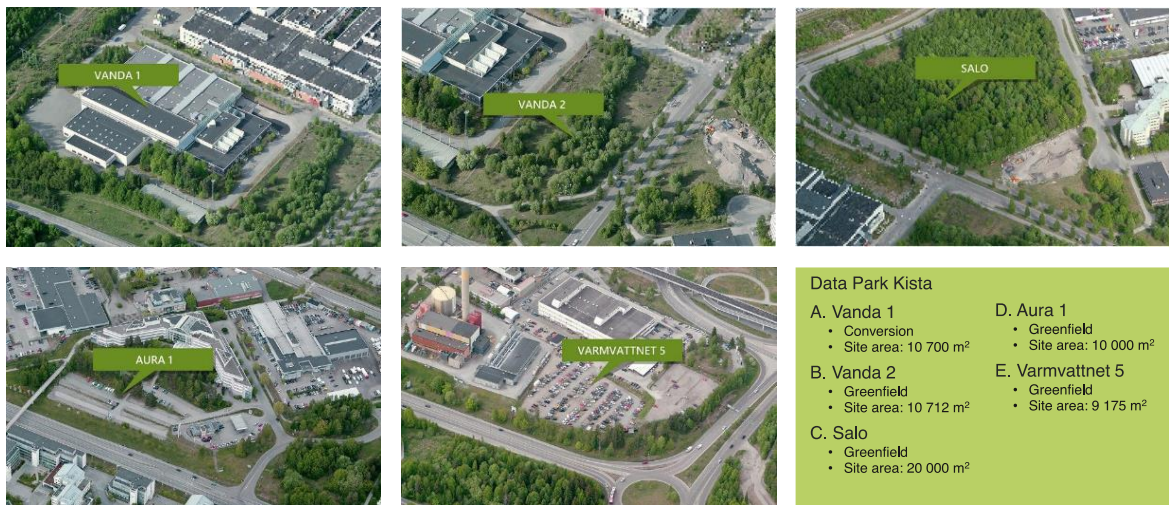 VANDA 1
VANDA 2
SALO
AURA 1
VARMVATTNET 5
Data Park Kista
A. Vanda 1
• Conversion
• Site area: 10 700 m²
B. Vanda 2
• Greenfield
• Site area: 10 712 m²
C. Salo
• Greenfield
• Site area: 20 000 m²
D. Aura 1
• Greenfield
• Site area: 10 000 m²
E. Varmvattnet 5
• Greenfield
• Site area: 9 175 m²